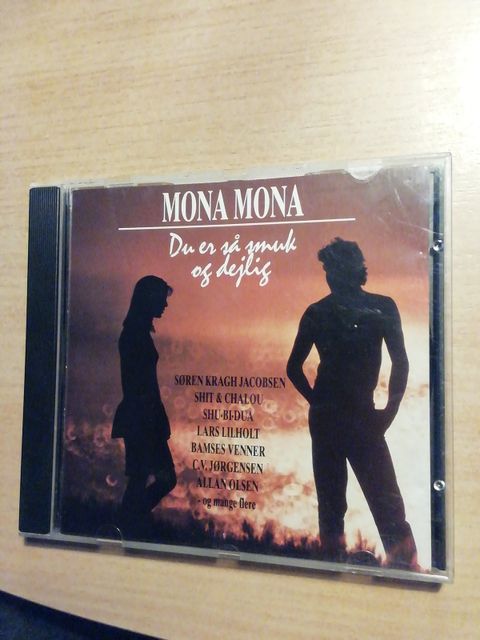 MONA MONA
Du er så smuk
og dejlig
SØREN KRAGH JACOBSEN
SHIT & CHALOU
SHU-BI-DUA
LARS LILHOLT
BAMSES VENNER
C.V. JØRGENSEN
ALLAN OLSEN
- og mange flere